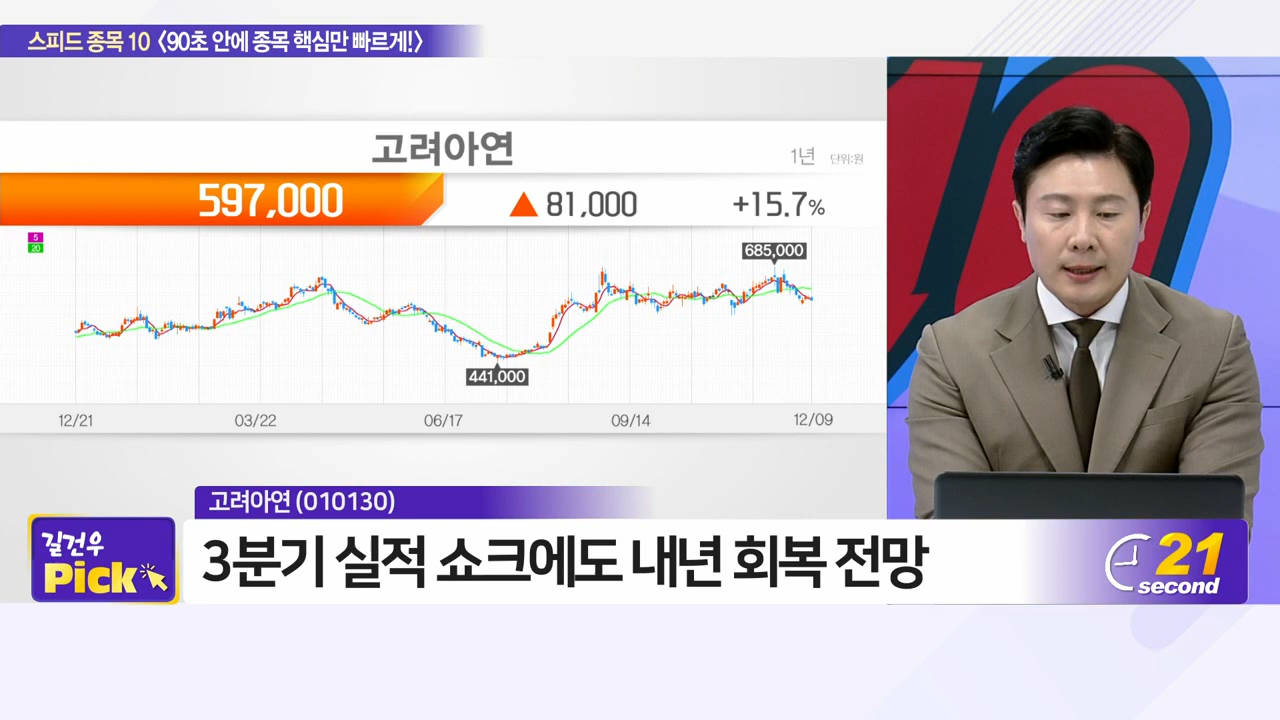 스피드 종목 10 <90초 안에 종목 핵심만 빠르게!>
고려아연
1년 단위:원
597,000 ▲ 81,000 +15.7%
5
20
685,000
441,000
12/21 03/22 06/17 09/14 12/09
고려아연 (010130)
길건우
Pick
3분기 실적 쇼크에도 내년 회복 전망
21
second